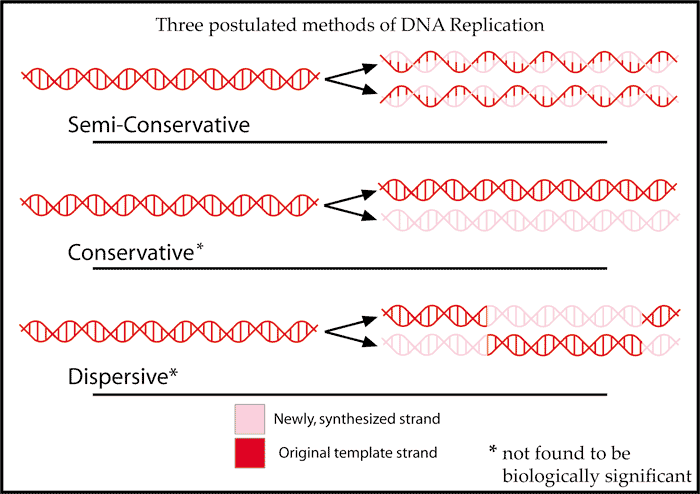 Three postulated methods of DNA Replication
Semi-Conservative
Conservative*
Dispersive*
Newly, synthesized strand
Original template strand
* not found to be
biologically significant